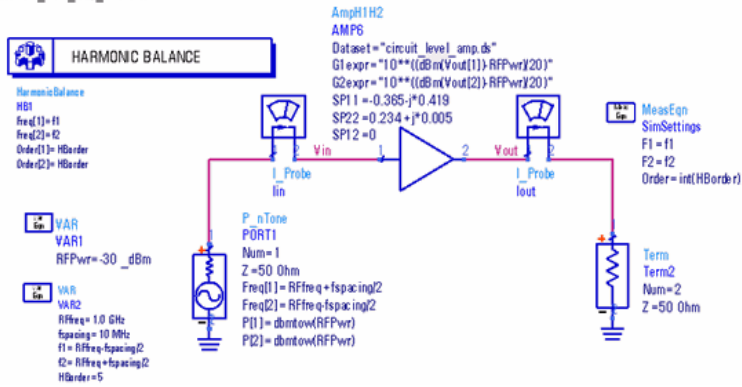 HARMONIC BALANCE
HarmonicBalance
HB1
Freq[1]=f1
Freq[2]=f2
Order[1]=HBorder
Order[2]=HBorder
AmpH1H2
AMP6
Dataset="circuit_level_amp.ds"
G1expr="10**((dBm(Vout[1])-RFPwr)/20)"
G2expr="10**((dBm(Vout[2])-RFPwr)/20)"
SP11=-0.365-j*0.419
SP22=0.234+j*0.005
SP12=0
MeasEqn
SimSettings
F1=f1
F2=f2
Order=int(HBorder)
1 2
Vin
1
2
Vout
1 2
I_Probe
Iin
I_Probe
Iout
VAR
VAR1
RFPwr=-30 _dBm
VAR
VAR2
RFfreq=1.0 GHz
fspacing=10 MHz
f1=RFfreq-fspacing/2
f2=RFfreq+fspacing/2
HBorder=5
P_nTone
PORT1
Num=1
Z=50 Ohm
Freq[1]=RFfreq+fspacing/2
Freq[2]=RFfreq-fspacing/2
P[1]=dbmtow(RFPwr)
P[2]=dbmtow(RFPwr)
Term
Term2
Num=2
Z=50 Ohm